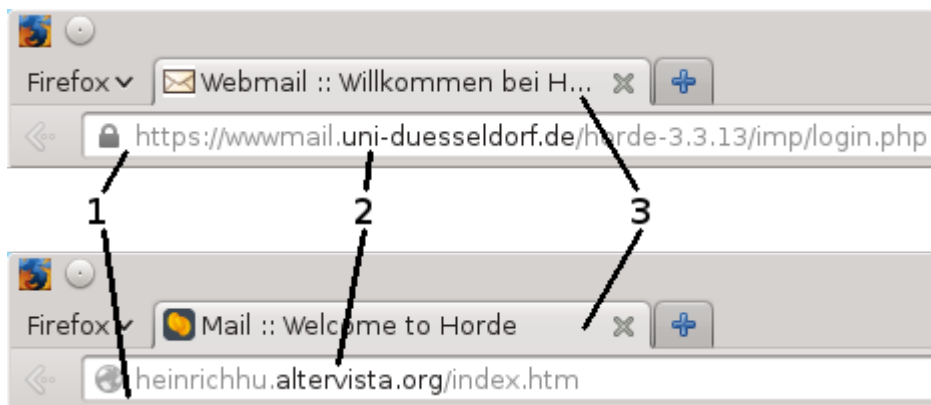 Firefox Webmail :: Willkommen bei H...
https://wwwmail.uni-duesseldorf.de/horde-3.3.13/imp/login.php
1 2 3
Firefox Mail :: Welcome to Horde
heinrichhu.altervista.org/index.htm